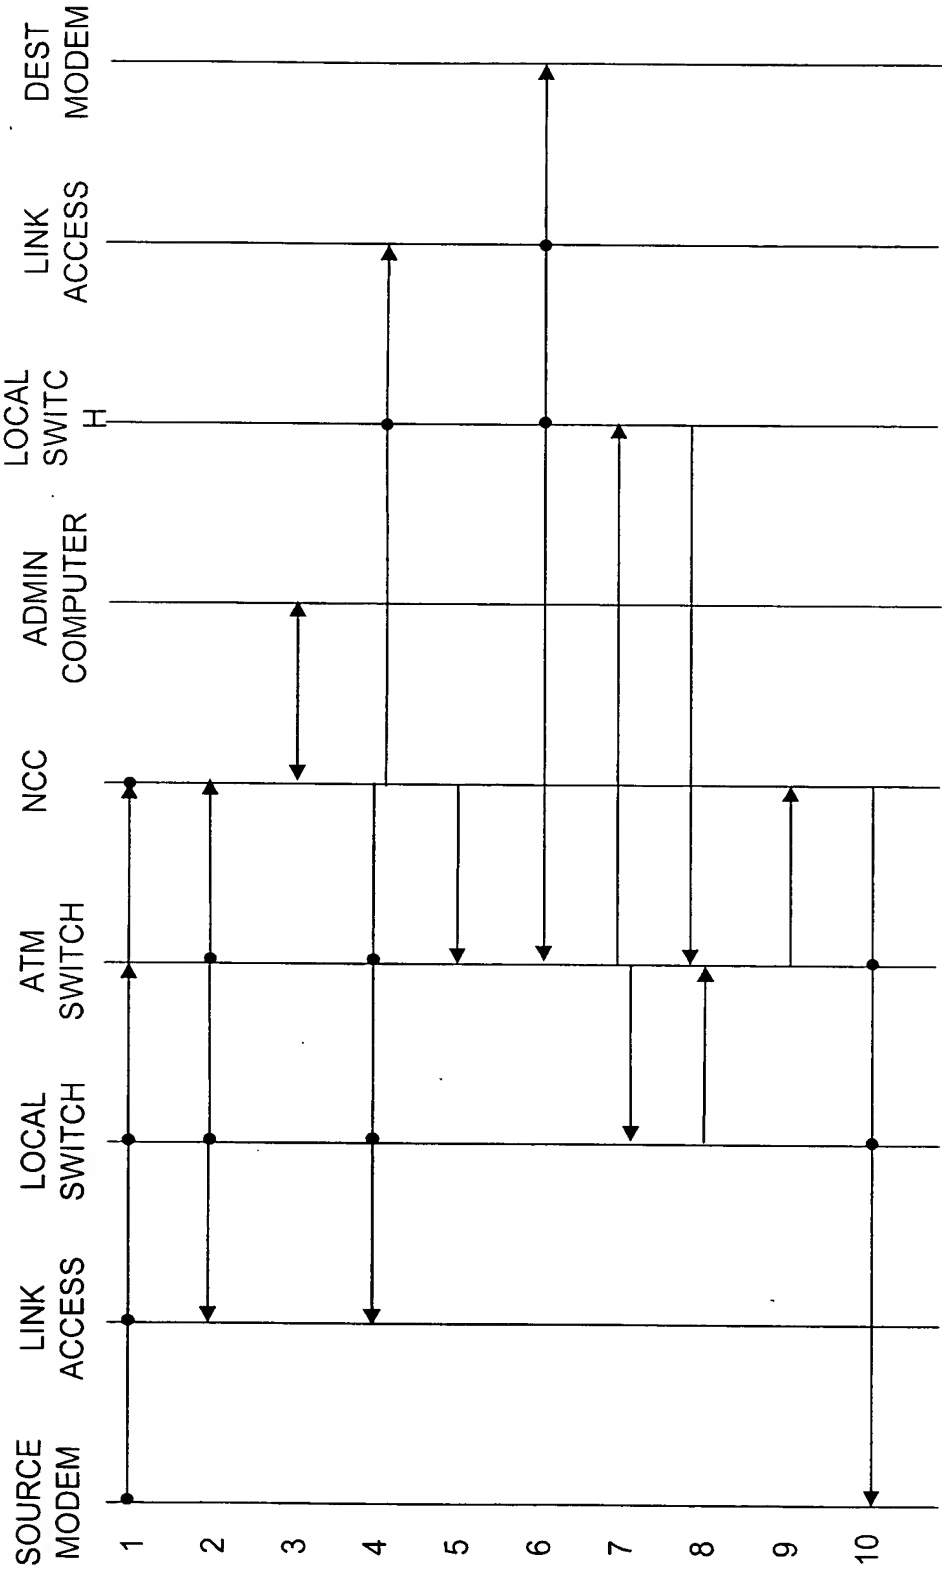 SOURCE
MODEM
LINK
ACCESS
LOCAL
SWITCH
ATM
SWITCH
NCC
ADMIN
COMPUTER
LOCAL
SWITC
H
LINK
ACCESS
DEST
MODEM
1
2
3
4
5
6
7
8
9
10